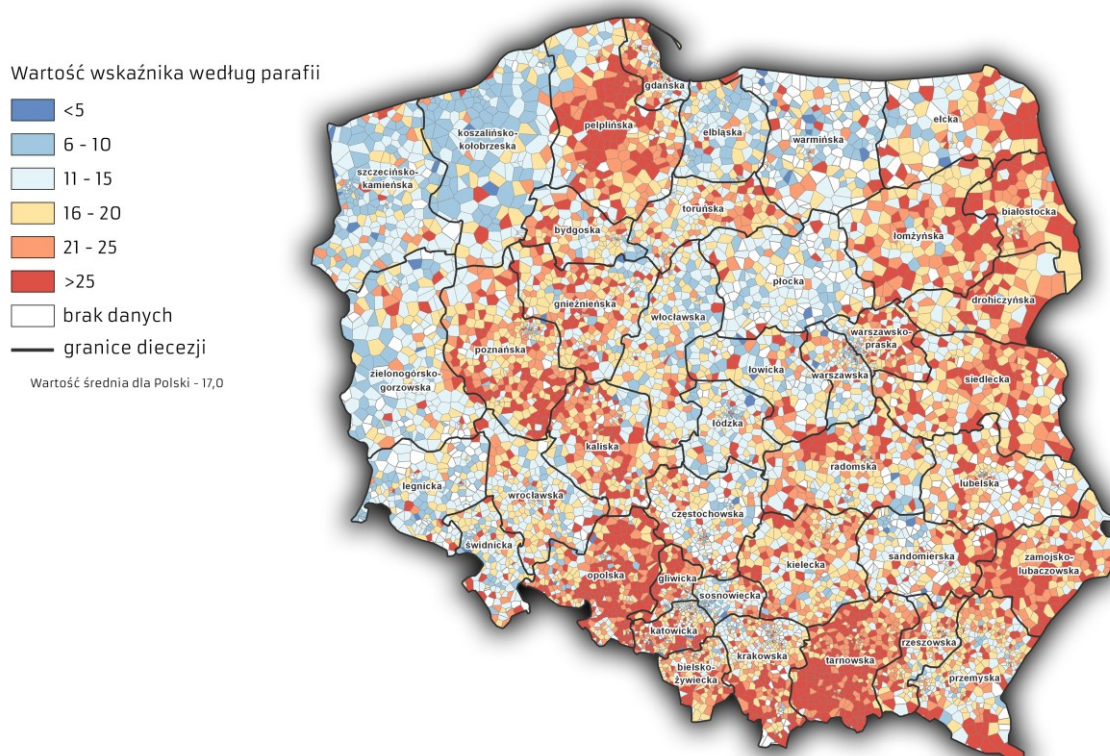 Wartość wskaźnika według parafii
<5
6 - 10
11 - 15
16 - 20
21 - 25
>25
brak danych
granice diecezji
Wartość średnia dla Polski - 17,0
gdańska
koszalińsko-
kołobrzeska
pelplińska
elbląska
warmińska
ełcka
szczecińsko-
kamieńska
bydgoska
toruńska
łomżyńska
białostocka
gnieźnieńska
włocławska
płocka
drohiczyńska
poznańska
zielonogórsko-
gorzowska
łowicka
warszawska
warszawsko-
praska
siedlecka
kaliska
łódzka
radomska
lubelska
legnicka
wrocławska
częstochowska
świdnicka
opolska
gliwicka
kielecka
sandomierska
zamojsko-
lubaczowska
sosnowiecka
katowicka
bielsko-
żywiecka
krakowska
tarnowska
rzeszowska
przemyska